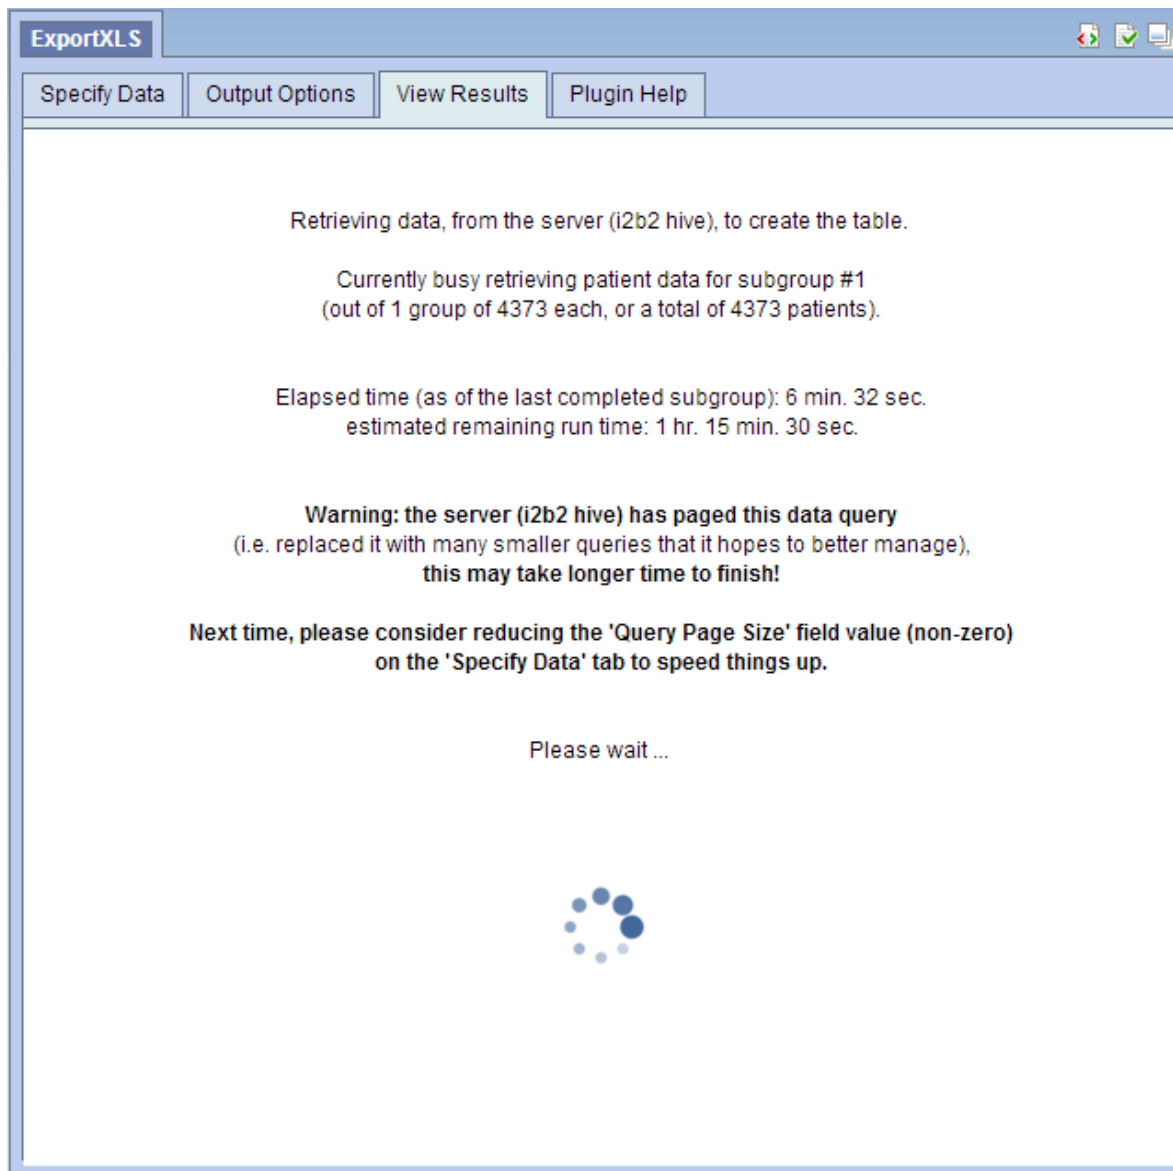 ExportXLS
Specify Data
Output Options
View Results
Plugin Help
Retrieving data, from the server (i2b2 hive), to create the table.
Currently busy retrieving patient data for subgroup #1
(out of 1 group of 4373 each, or a total of 4373 patients).
Elapsed time (as of the last completed subgroup): 6 min. 32 sec.
estimated remaining run time: 1 hr. 15 min. 30 sec.
Warning: the server (i2b2 hive) has paged this data query
(i.e. replaced it with many smaller queries that it hopes to better manage),
this may take longer time to finish!
Next time, please consider reducing the 'Query Page Size' field value (non-zero)
on the 'Specify Data' tab to speed things up.
Please wait ...